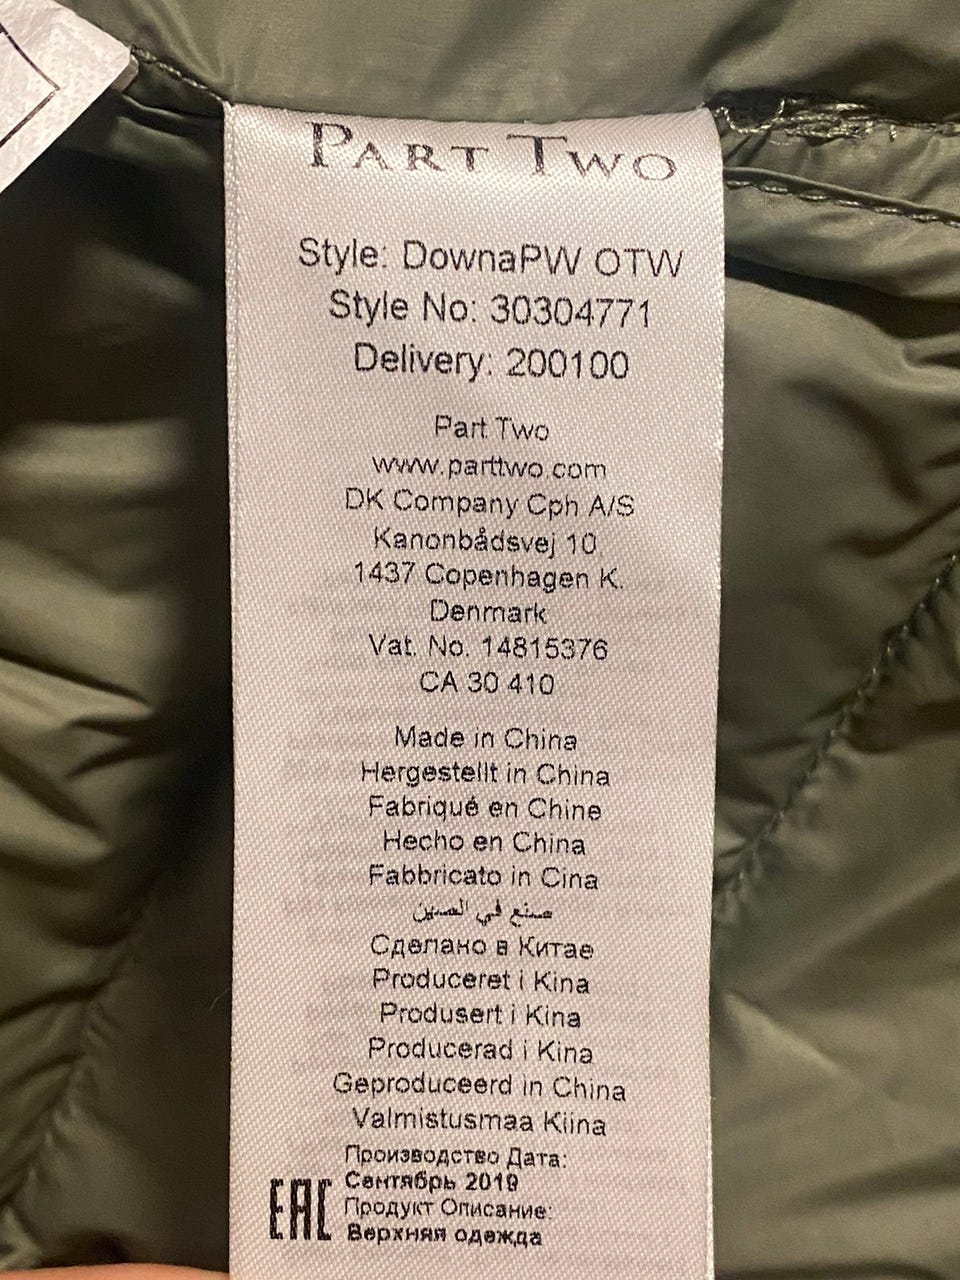 PART TWO
Style: DownaPW OTW
Style No: 30304771
Delivery: 200100
Part Two
www.parttwo.com
DK Company Cph A/S
Kanonbådsvej 10
1437 Copenhagen K.
Denmark
Vat. No. 14815376
CA 30 410
Made in China
Hergestellt in China
Fabriqué en Chine
Hecho en China
Fabbricato in Cina
صنع في الصين
Сделано в Китае
Produceret i Kina
Produsert i Kina
Producerad i Kina
Geproduceerd in China
Valmistusmaa Kiina
Производство Дата:
Сентябрь 2019
Продукт Описание:
Верхняя одежда
EAC